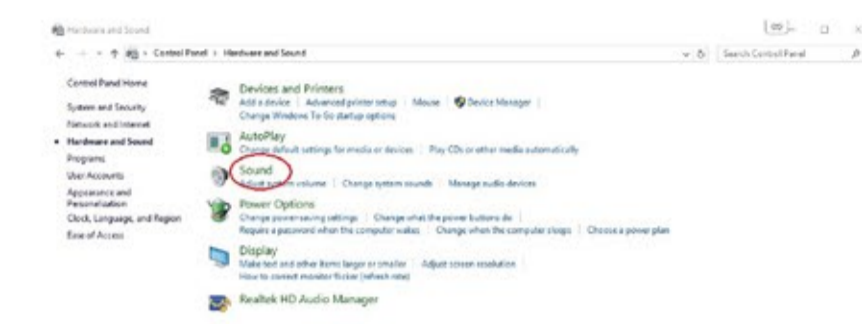 Hardware and Sound
Control Panel › Hardware and Sound
Search Control Panel
Control Panel Home
System and Security
Network and Internet
Hardware and Sound
Programs
User Accounts
Appearance and
Personalization
Clock, Language, and Region
Ease of Access
Devices and Printers
Add a device | Advanced printer setup | Mouse | Device Manager |
Change Windows To Go startup options
AutoPlay
Change default settings for media or devices | Play CDs or other media automatically
Sound
Adjust system volume | Change system sounds | Manage audio devices
Power Options
Change power-saving settings | Change what the power buttons do |
Require a password when the computer wakes | Change when the computer sleeps | Choose a power plan
Display
Make text and other items larger or smaller | Adjust screen resolution |
How to correct monitor flicker (refresh rate)
Realtek HD Audio Manager